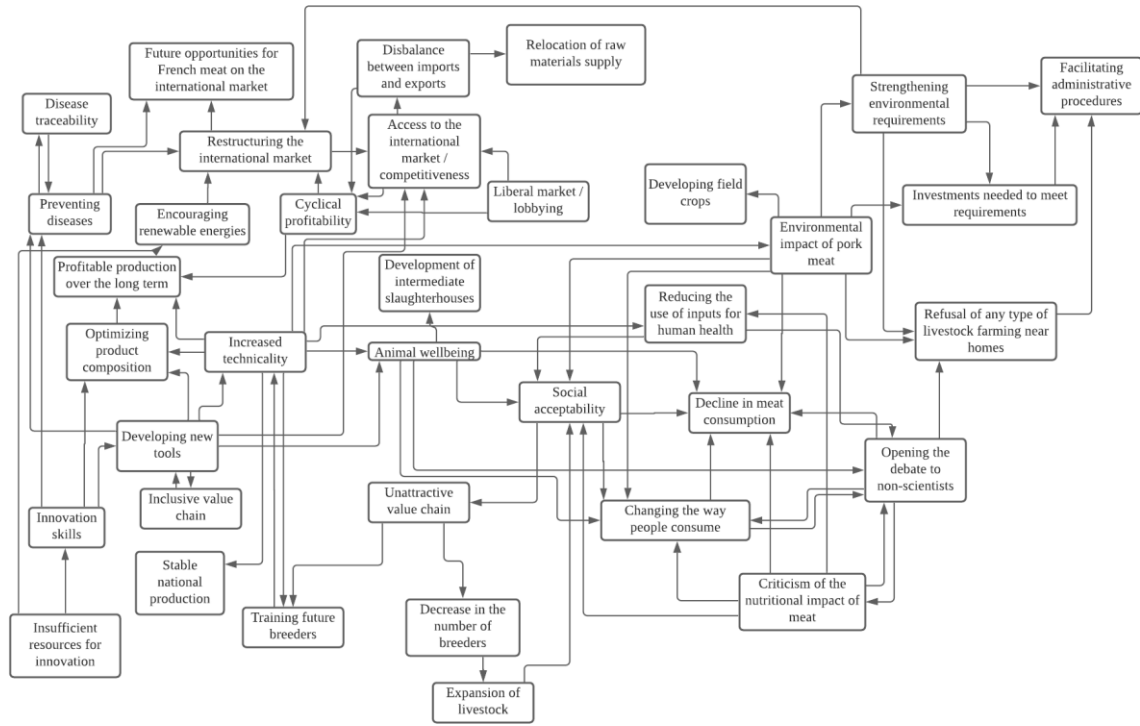 Future opportunities for
French meat on the
international market
Disbalance
between imports
and exports
Relocation of raw
materials supply
Facilitating
administrative
procedures
Strengthening
environmental
requirements
Disease
traceability
Restructuring the
international market
Access to the
international
market /
competitiveness
Liberal market /
lobbying
Developing field
crops
Investments needed to meet
requirements
Preventing
diseases
Encouraging
renewable energies
Cyclical
profitability
Environmental
impact of pork
meat
Profitable production
over the long term
Development of
intermediate
slaughterhouses
Reducing the
use of inputs for
human health
Refusal of any type of
livestock farming near
homes
Optimizing
product
composition
Increased
technicality
Animal wellbeing
Social
acceptability
Decline in meat
consumption
Developing new
tools
Opening the
debate to
non-scientists
Inclusive value
chain
Unattractive
value chain
Changing the way
people consume
Innovation
skills
Stable
national
production
Criticism of the
nutritional impact of
meat
Training future
breeders
Decrease in the
number of
breeders
Insufficient
resources for
innovation
Expansion of
livestock